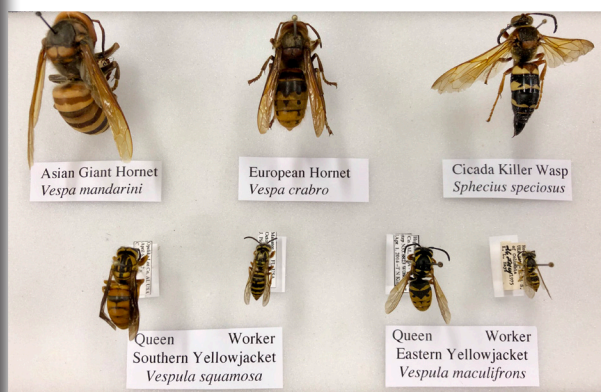 Asian Giant Hornet
Vespa mandarini
European Hornet
Vespa crabro
Cicada Killer Wasp
Sphecius speciosus
Queen Worker
Southern Yellowjacket
Vespula squamosa
Queen Worker
Eastern Yellowjacket
Vespula maculifrons